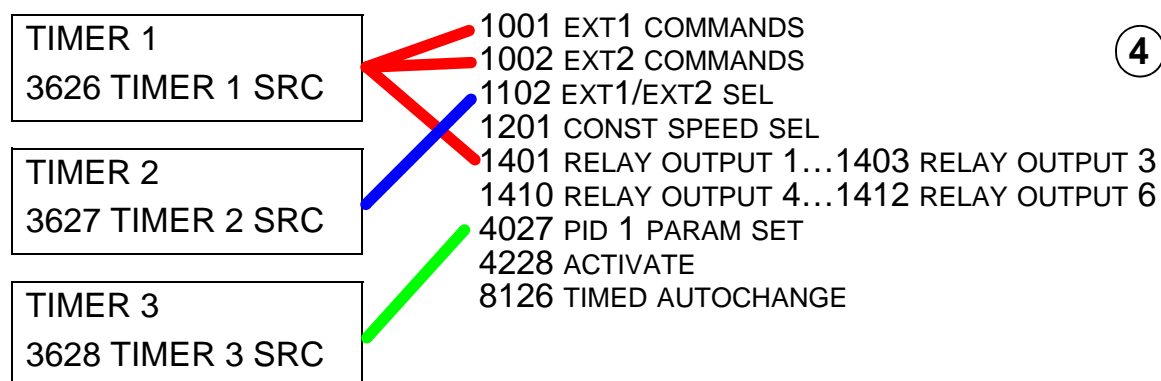 TIMER 1
3626 TIMER 1 SRC
TIMER 2
3627 TIMER 2 SRC
TIMER 3
3628 TIMER 3 SRC
1001 EXT1 COMMANDS
1002 EXT2 COMMANDS
1102 EXT1/EXT2 SEL
1201 CONST SPEED SEL
1401 RELAY OUTPUT 1…1403 RELAY OUTPUT 3
1410 RELAY OUTPUT 4…1412 RELAY OUTPUT 6
4027 PID 1 PARAM SET
4228 ACTIVATE
8126 TIMED AUTOCHANGE
4